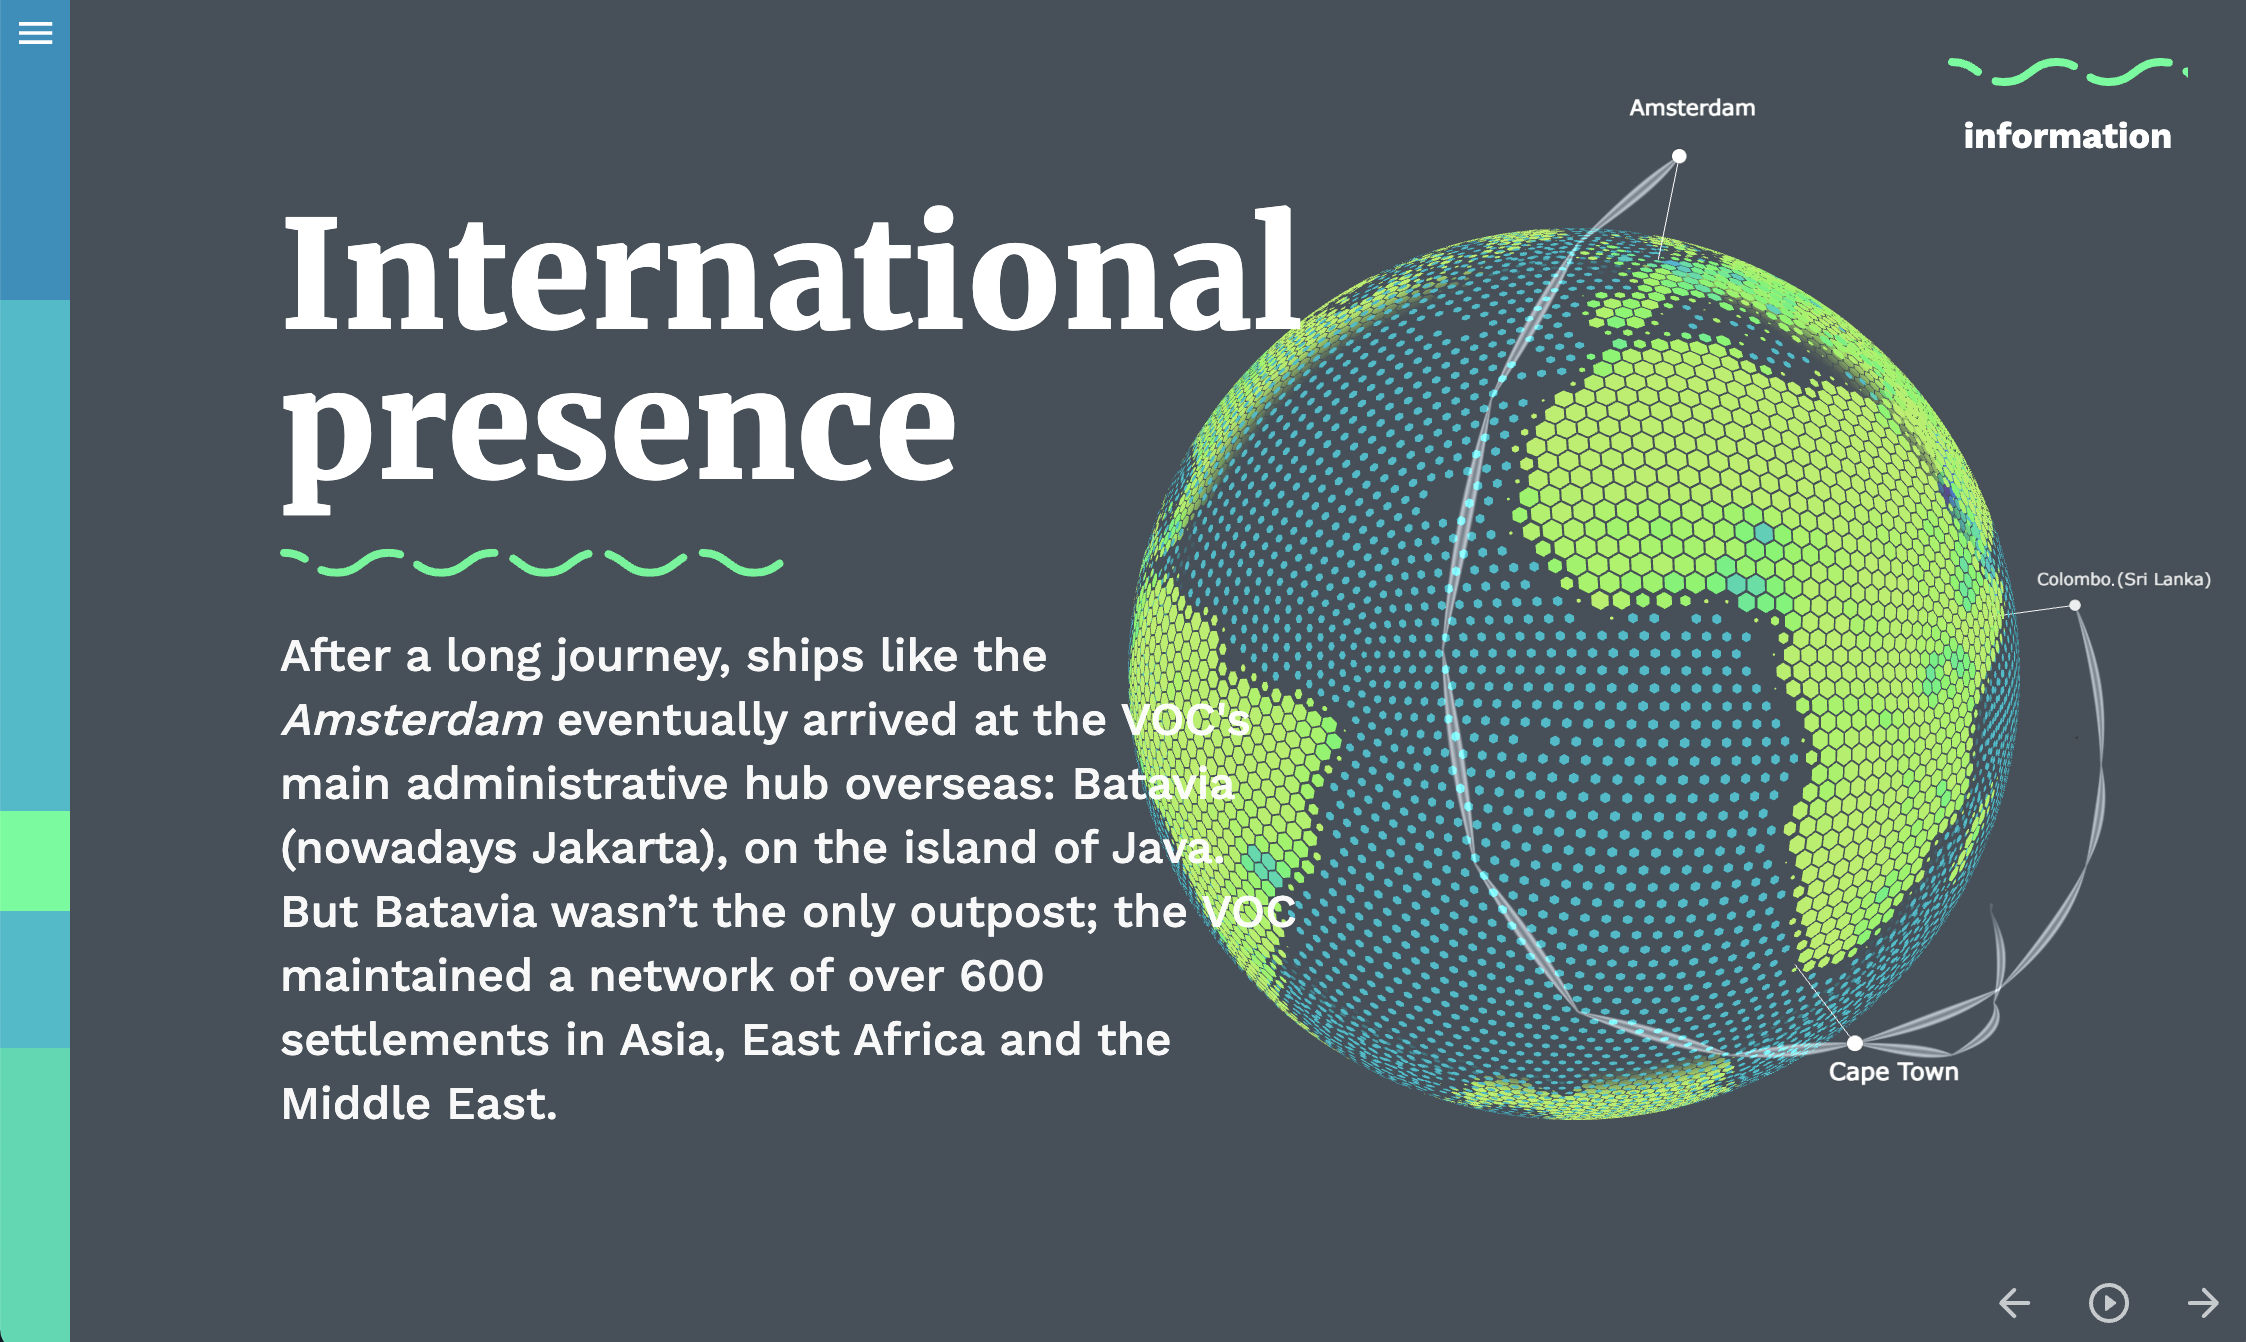 Amsterdam
information
International
presence
Colombo.(Sri Lanka)
After a long journey, ships like the
Amsterdam eventually arrived at the VOC's
main administrative hub overseas: Batavia
(nowadays Jakarta), on the island of Java.
But Batavia wasn’t the only outpost; the VOC
maintained a network of over 600
settlements in Asia, East Africa and the
Middle East.
Cape Town